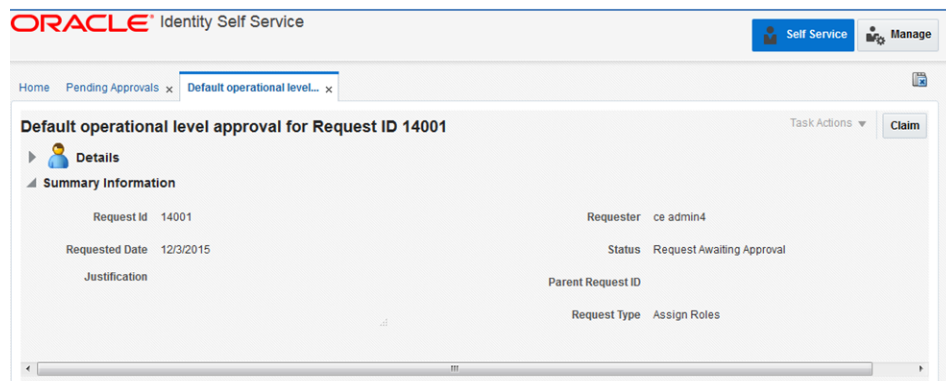 ORACLE Identity Self Service
Self Service
Manage
Home
Pending Approvals x
Default operational level... x
Default operational level approval for Request ID 14001
Task Actions
Claim
Details
Summary Information
Request Id 14001
Requester ce admin4
Requested Date 12/3/2015
Status Request Awaiting Approval
Justification
Parent Request ID
Request Type Assign Roles